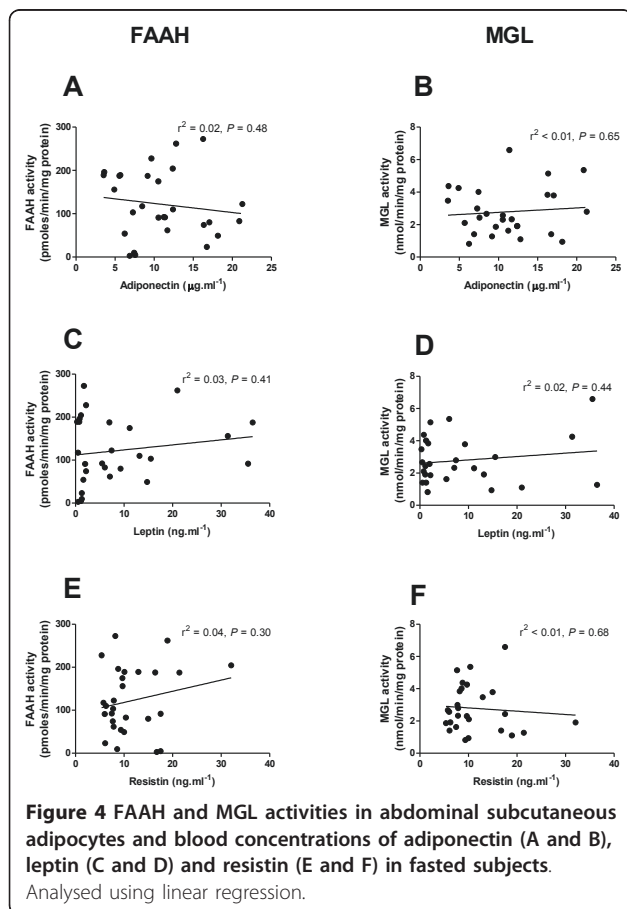 FAAH
MGL
A
r² = 0.02, P = 0.48
FAAH activity
(pmoles/min/mg protein)
300
200
100
0
0 5 10 15 20 25
Adiponectin (μg.ml⁻¹)
B
r² < 0.01, P = 0.65
MGL activity
(nmol/min/mg protein)
8
6
4
2
0
0 5 10 15 20 25
Adiponectin (μg.ml⁻¹)
C
r² = 0.03, P = 0.41
FAAH activity
(pmoles/min/mg protein)
300
200
100
0
0 10 20 30 40
Leptin (ng.ml⁻¹)
D
r² = 0.02, P = 0.44
MGL activity
(nmol/min/mg protein)
8
6
4
2
0
0 10 20 30 40
Leptin (ng.ml⁻¹)
E
r² = 0.04, P = 0.30
FAAH activity
(pmoles/min/mg protein)
300
200
100
0
0 10 20 30 40
Resistin (ng.ml⁻¹)
F
r² < 0.01, P = 0.68
MGL activity
(nmol/min/mg protein)
8
6
4
2
0
0 10 20 30 40
Resistin (ng.ml⁻¹)
Figure 4 FAAH and MGL activities in abdominal subcutaneous
adipocytes and blood concentrations of adiponectin (A and B),
leptin (C and D) and resistin (E and F) in fasted subjects.
Analysed using linear regression.